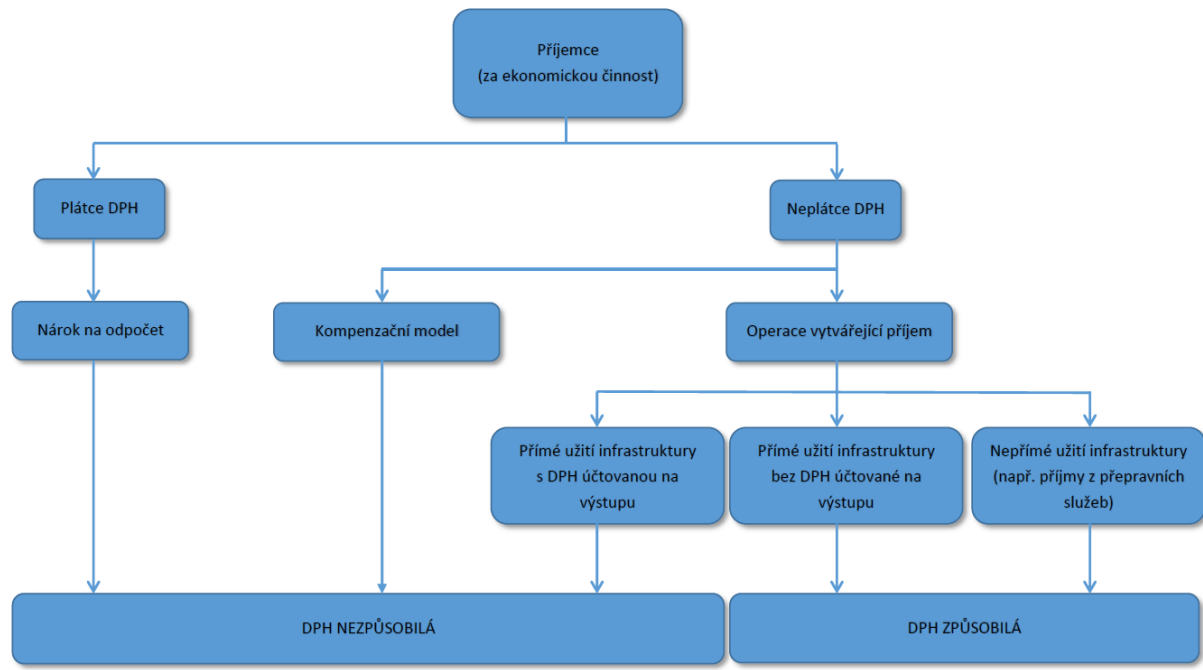 Příjemce
(za ekonomickou činnost)
Plátce DPH
Neplátce DPH
Nárok na odpočet
Kompenzační model
Operace vytvářející příjem
Přímé užití infrastruktury
s DPH účtovanou na
výstupu
Přímé užití infrastruktury
bez DPH účtované na
výstupu
Nepřímé užití infrastruktury
(např. příjmy z přepravních
služeb)
DPH NEZPŮSOBILÁ
DPH ZPŮSOBILÁ